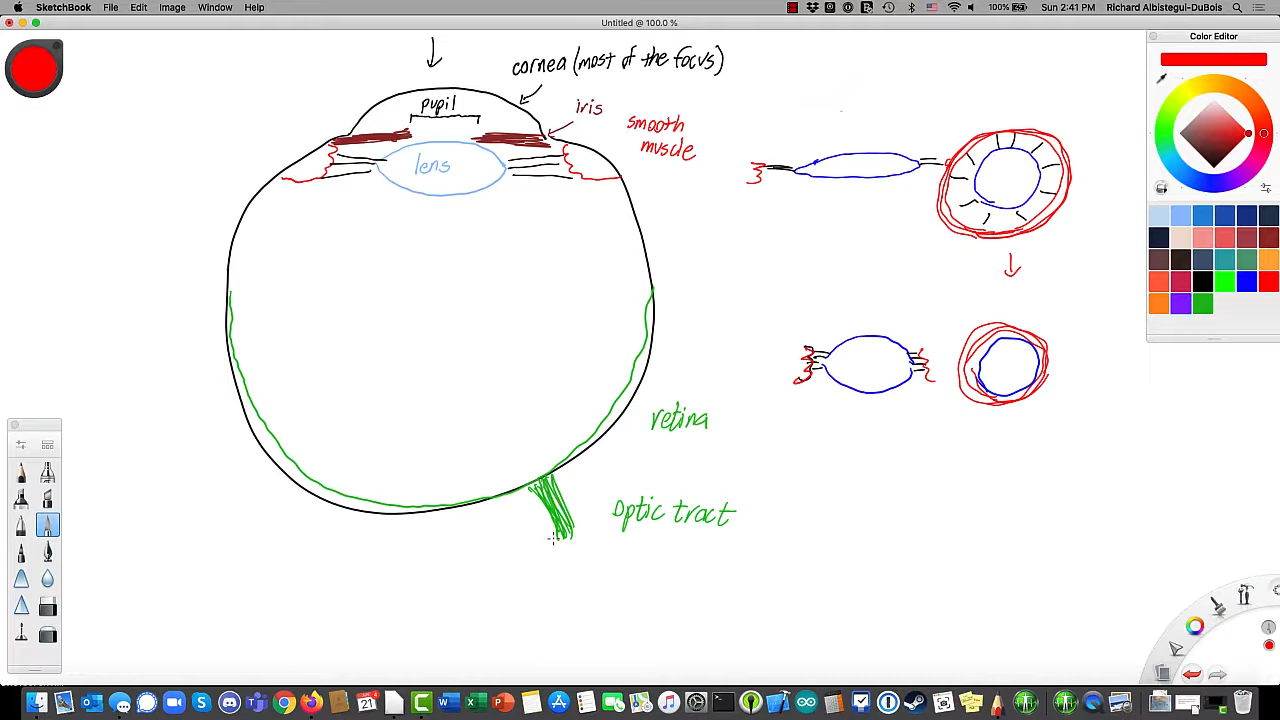 SketchBook File Edit Image Window Help
100% Sun 2:41 PM Richard Albistegui-DuBois
Untitled @ 100.0 %
Color Editor
cornea (most of the focus)
pupil
iris
smooth
muscle
lens
retina
optic tract